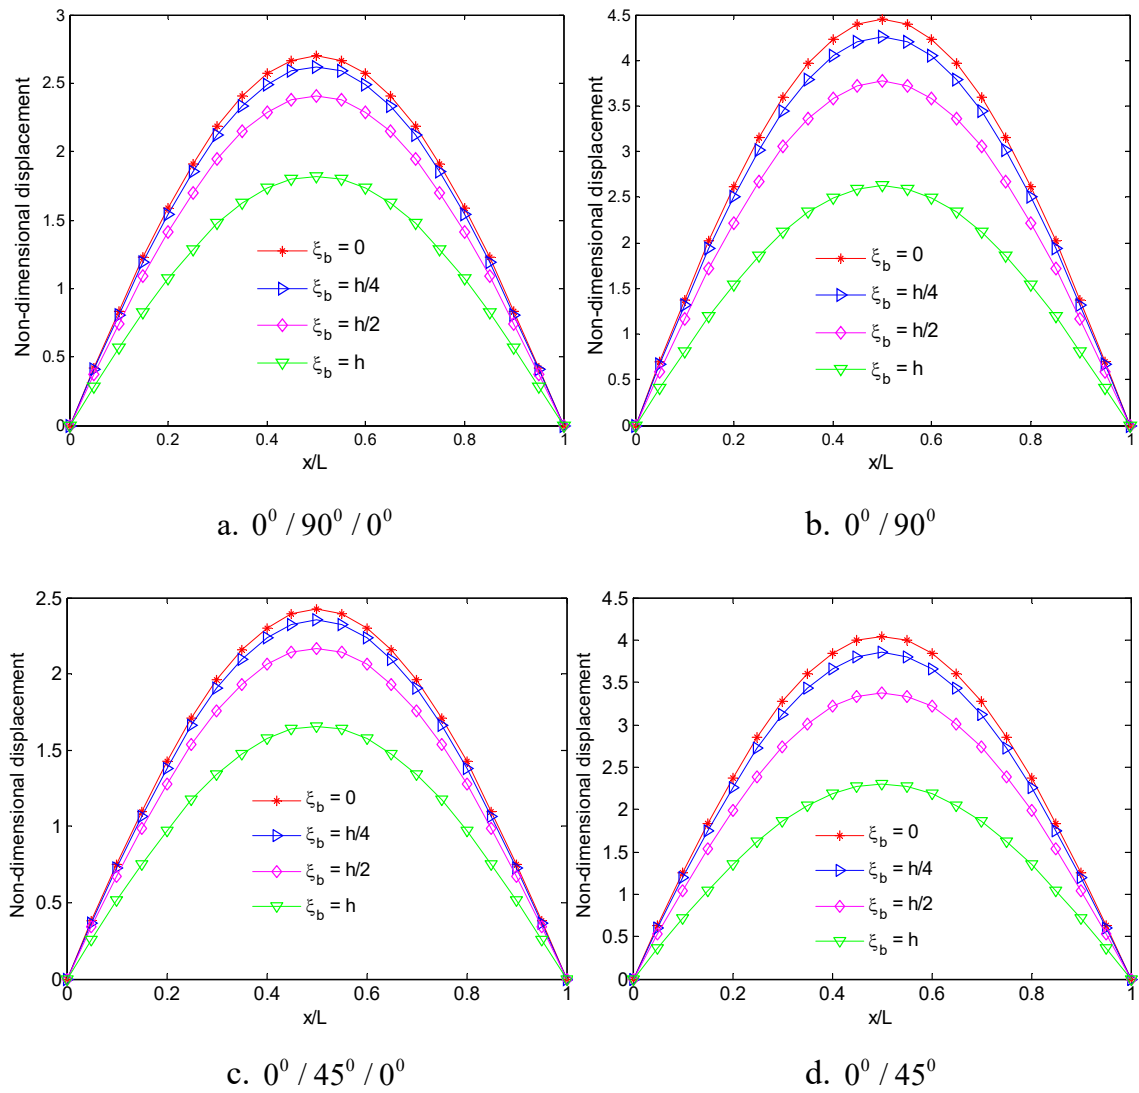 3
2.5
2
1.5
1
0.5
0
Non-dimensional displacement
ξb = 0
ξb = h/4
ξb = h/2
ξb = h
0 0.2 0.4 0.6 0.8 1
x/L
a. 0⁰ / 90⁰ / 0⁰
4.5
4
3.5
3
2.5
2
1.5
1
0.5
0
Non-dimensional displacement
ξb = 0
ξb = h/4
ξb = h/2
ξb = h
0 0.2 0.4 0.6 0.8 1
x/L
b. 0⁰ / 90⁰
2.5
2
1.5
1
0.5
0
Non-dimensional displacement
ξb = 0
ξb = h/4
ξb = h/2
ξb = h
0 0.2 0.4 0.6 0.8 1
x/L
c. 0⁰ / 45⁰ / 0⁰
4.5
4
3.5
3
2.5
2
1.5
1
0.5
0
Non-dimensional displacement
ξb = 0
ξb = h/4
ξb = h/2
ξb = h
0 0.2 0.4 0.6 0.8 1
x/L
d. 0⁰ / 45⁰